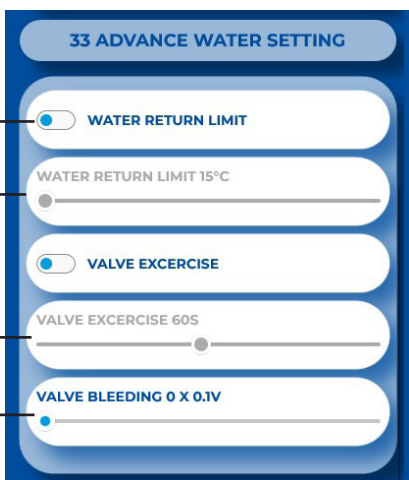 33 ADVANCE WATER SETTING
WATER RETURN LIMIT
WATER RETURN LIMIT 15°C
VALVE EXCERCISE
VALVE EXCERCISE 60S
VALVE BLEEDING 0 X 0.1V